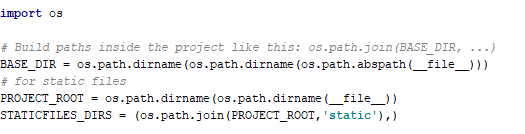 import os
# Build paths inside the project like this: os.path.join(BASE_DIR, ...)
BASE_DIR = os.path.dirname(os.path.dirname(os.path.abspath(__file__)))
# for static files
PROJECT_ROOT = os.path.dirname(os.path.dirname(__file__))
STATICFILES_DIRS = (os.path.join(PROJECT_ROOT,'static'),)